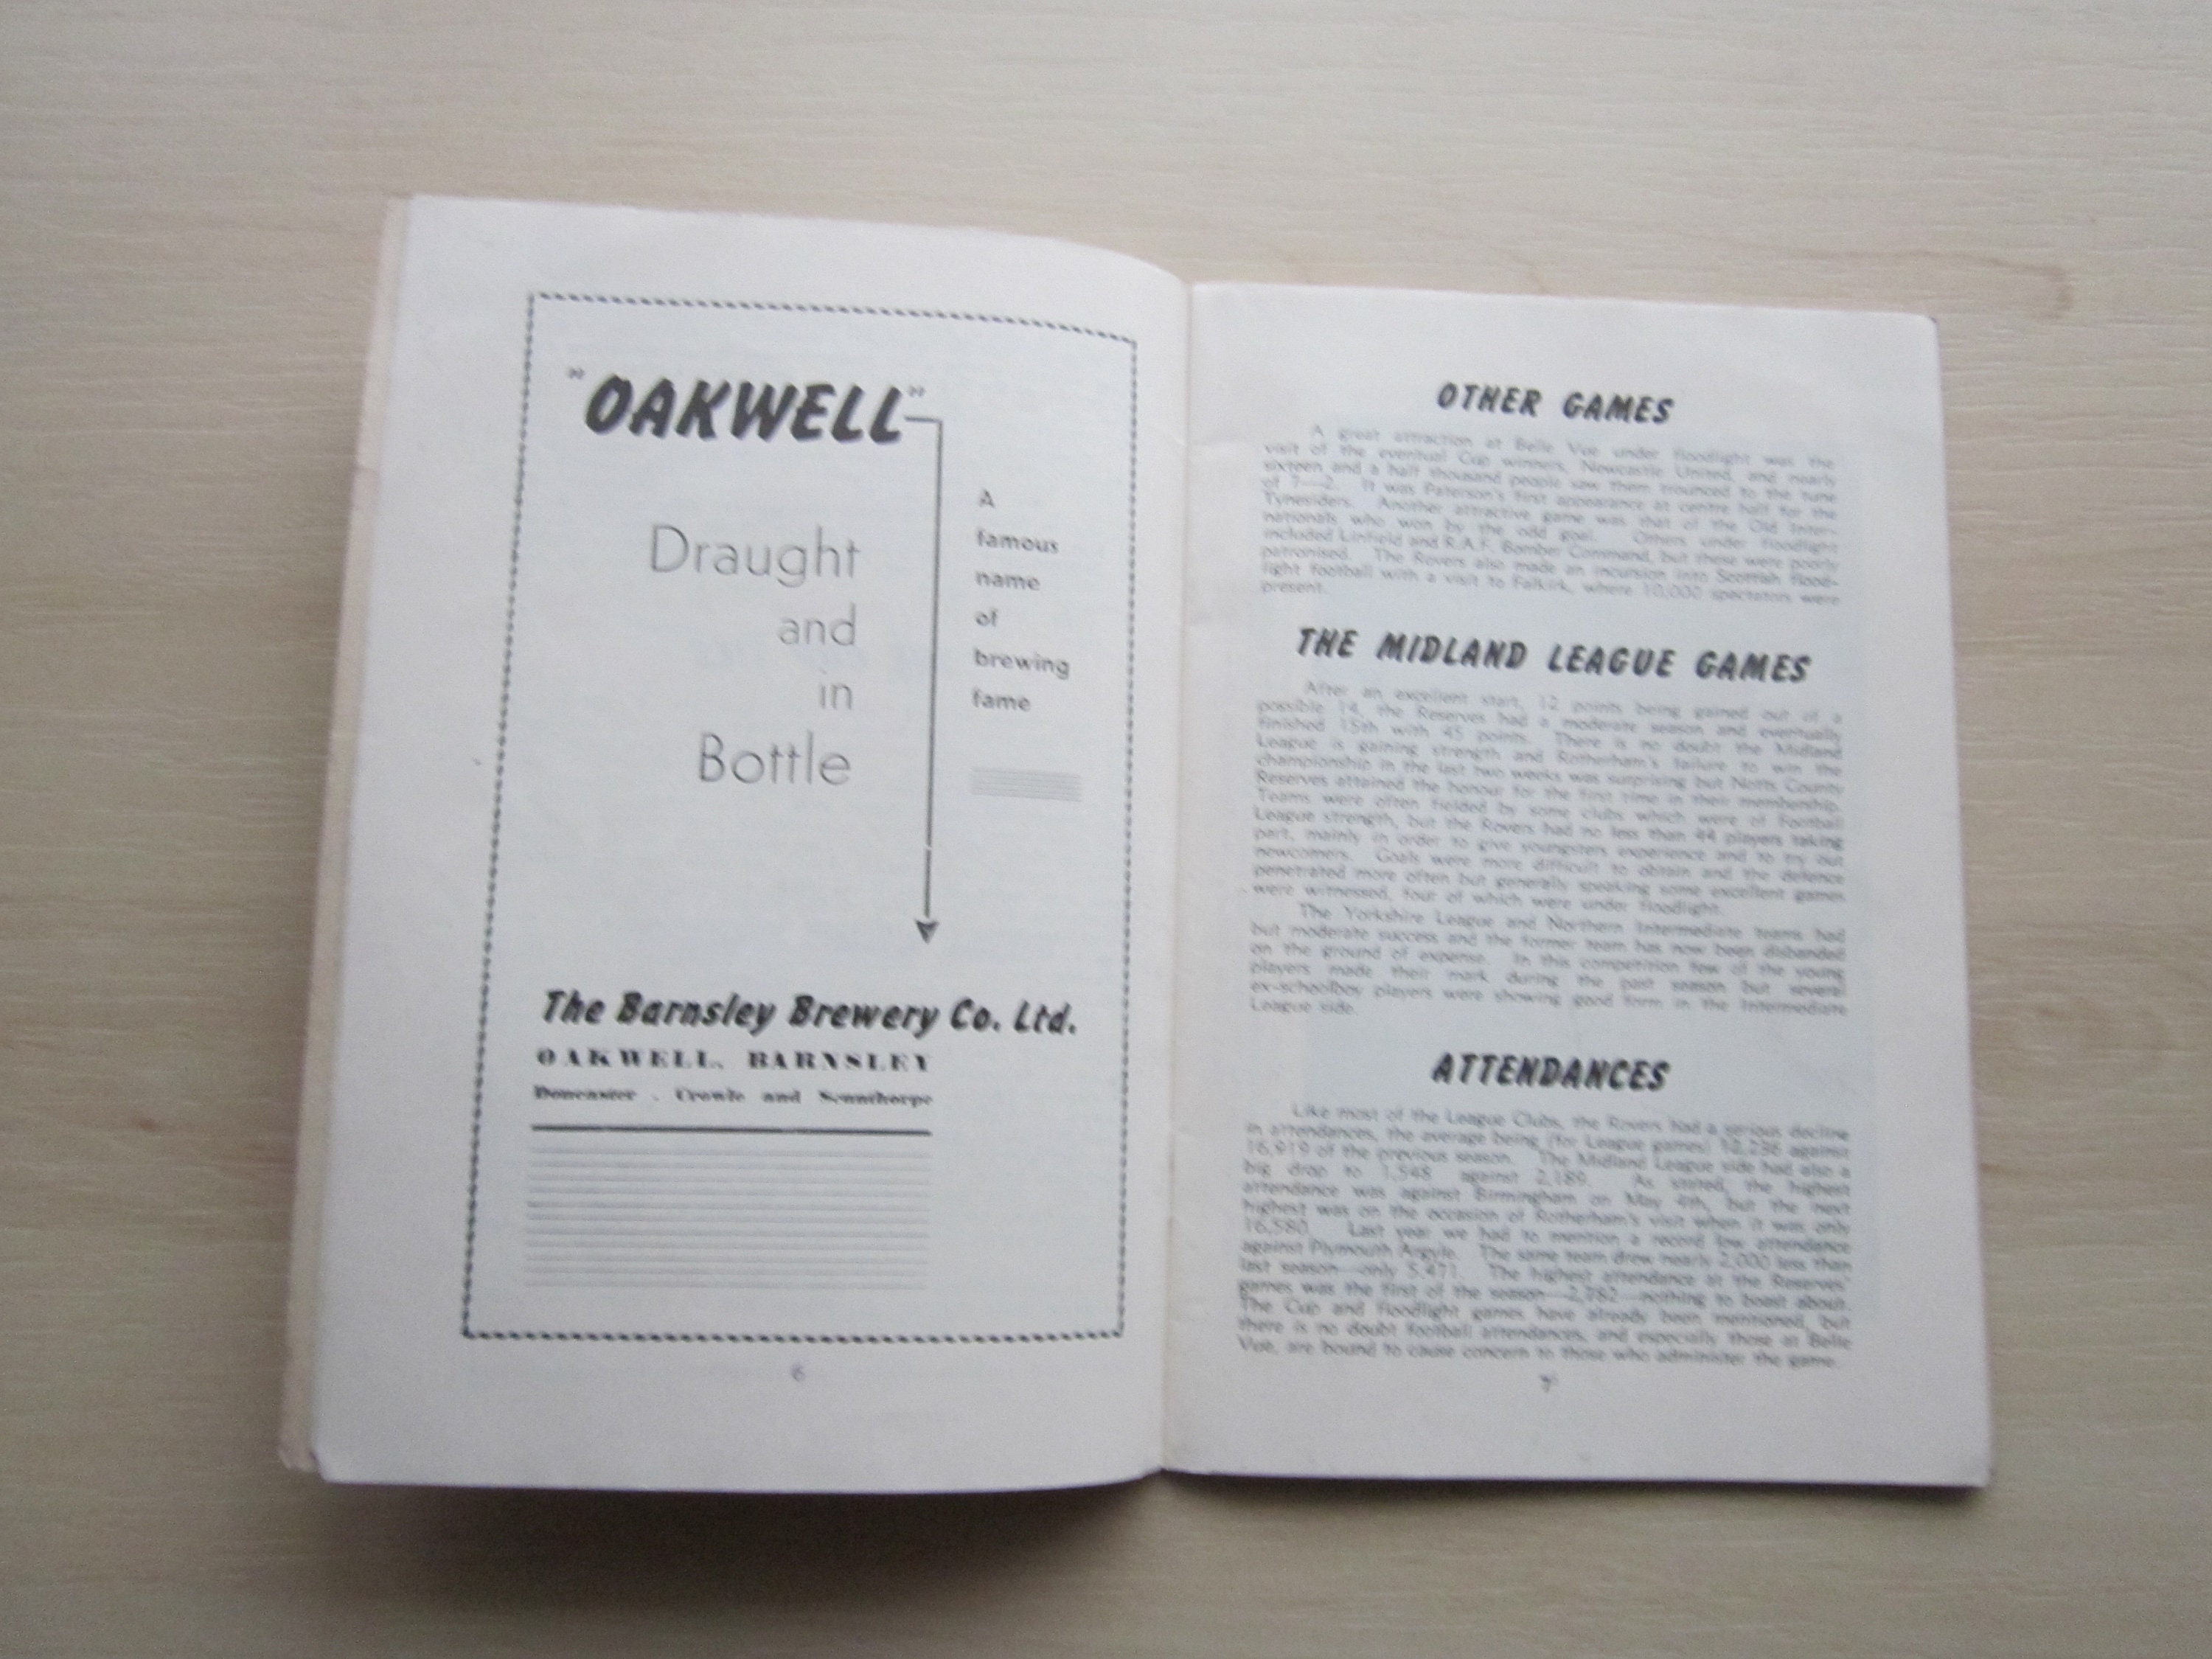 "OAKWELL"
Draught
and
in
Bottle
A
famous
name
of
brewing
fame
The Barnsley Brewery Co. Ltd.
OAKWELL, BARNSLEY
Doncaster . Crowle and Scunthorpe
6
OTHER GAMES
A great attraction at Belle Vue under floodlight was the
visit of the eventual Cup winners, Newcastle United, and nearly
sixteen and a half thousand people saw them trounced to the tune
of 7—2. It was Paterson's first appearance at centre half for the
Tynesiders. Another attractive game was that of the Old Inter-
nationals who won by the odd goal. Others under floodlight
included Linfield and R.A.F. Bomber Command, but these were poorly
patronised. The Rovers also made an incursion into Scottish flood-
light football with a visit to Falkirk, where 10,000 spectators were
present.
THE MIDLAND LEAGUE GAMES
After an excellent start, 12 points being gained out of a
possible 14, the Reserves had a moderate season and eventually
finished 15th with 45 points. There is no doubt the Midland
League is gaining strength and Rotherham's failure to win the
championship in the last two weeks was surprising but Notts County
Reserves attained the honour for the first time in their membership.
Teams were often fielded by some clubs which were of Football
League strength, but the Rovers had no less than 44 players taking
part, mainly in order to give youngsters experience and to try out
newcomers. Goals were more difficult to obtain and the defence
penetrated more often but generally speaking some excellent games
were witnessed, four of which were under floodlight.
The Yorkshire League and Northern Intermediate teams had
but moderate success and the former team has now been disbanded
on the ground of expense. In this competition few of the young
players made their mark during the past season but several
ex-schoolboy players were showing good form in the Intermediate
League side.
ATTENDANCES
Like most of the League Clubs, the Rovers had a serious decline
in attendances, the average being (for League games) against
16,919 of the previous season. The Midland League side had also a
big drop to 1,548 against 2,189. As stated, the highest
attendance was against Birmingham on May 4th, but the next
highest was on the occasion of Rotherham's visit when it was only
16,580. Last year we had to mention a record low attendance
against Plymouth Argyle. The same team drew nearly 2,000 less than
last season—only 5,471. The highest attendance at the Reserves'
games was the first of the season—2,782—nothing to boast about.
The Cup and floodlight games have already been mentioned, but
there is no doubt football attendances, and especially those at Belle
Vue, are bound to cause concern to those who administer the game.
7